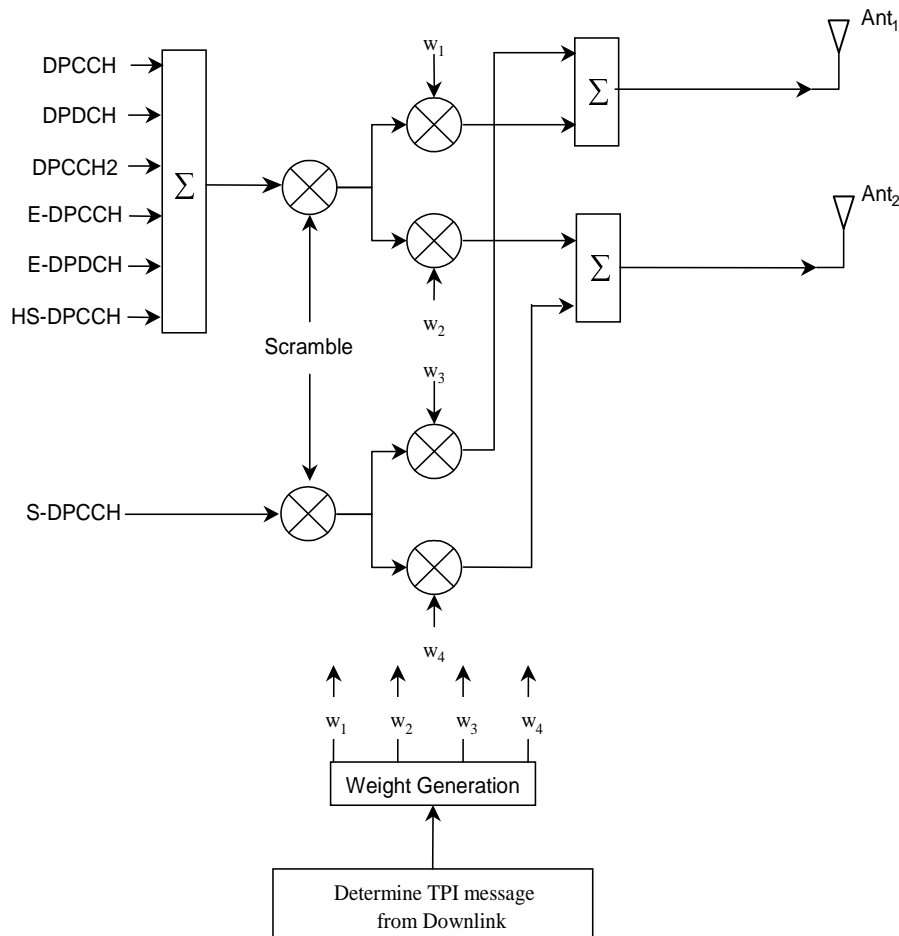 Ant1
w1
DPCCH
DPDCH
DPCCH2
E-DPCCH
E-DPDCH
HS-DPCCH
Σ
Σ
Ant2
Σ
w2
Scramble
w3
S-DPCCH
w4
w1 w2 w3 w4
Weight Generation
Determine TPI message
from Downlink